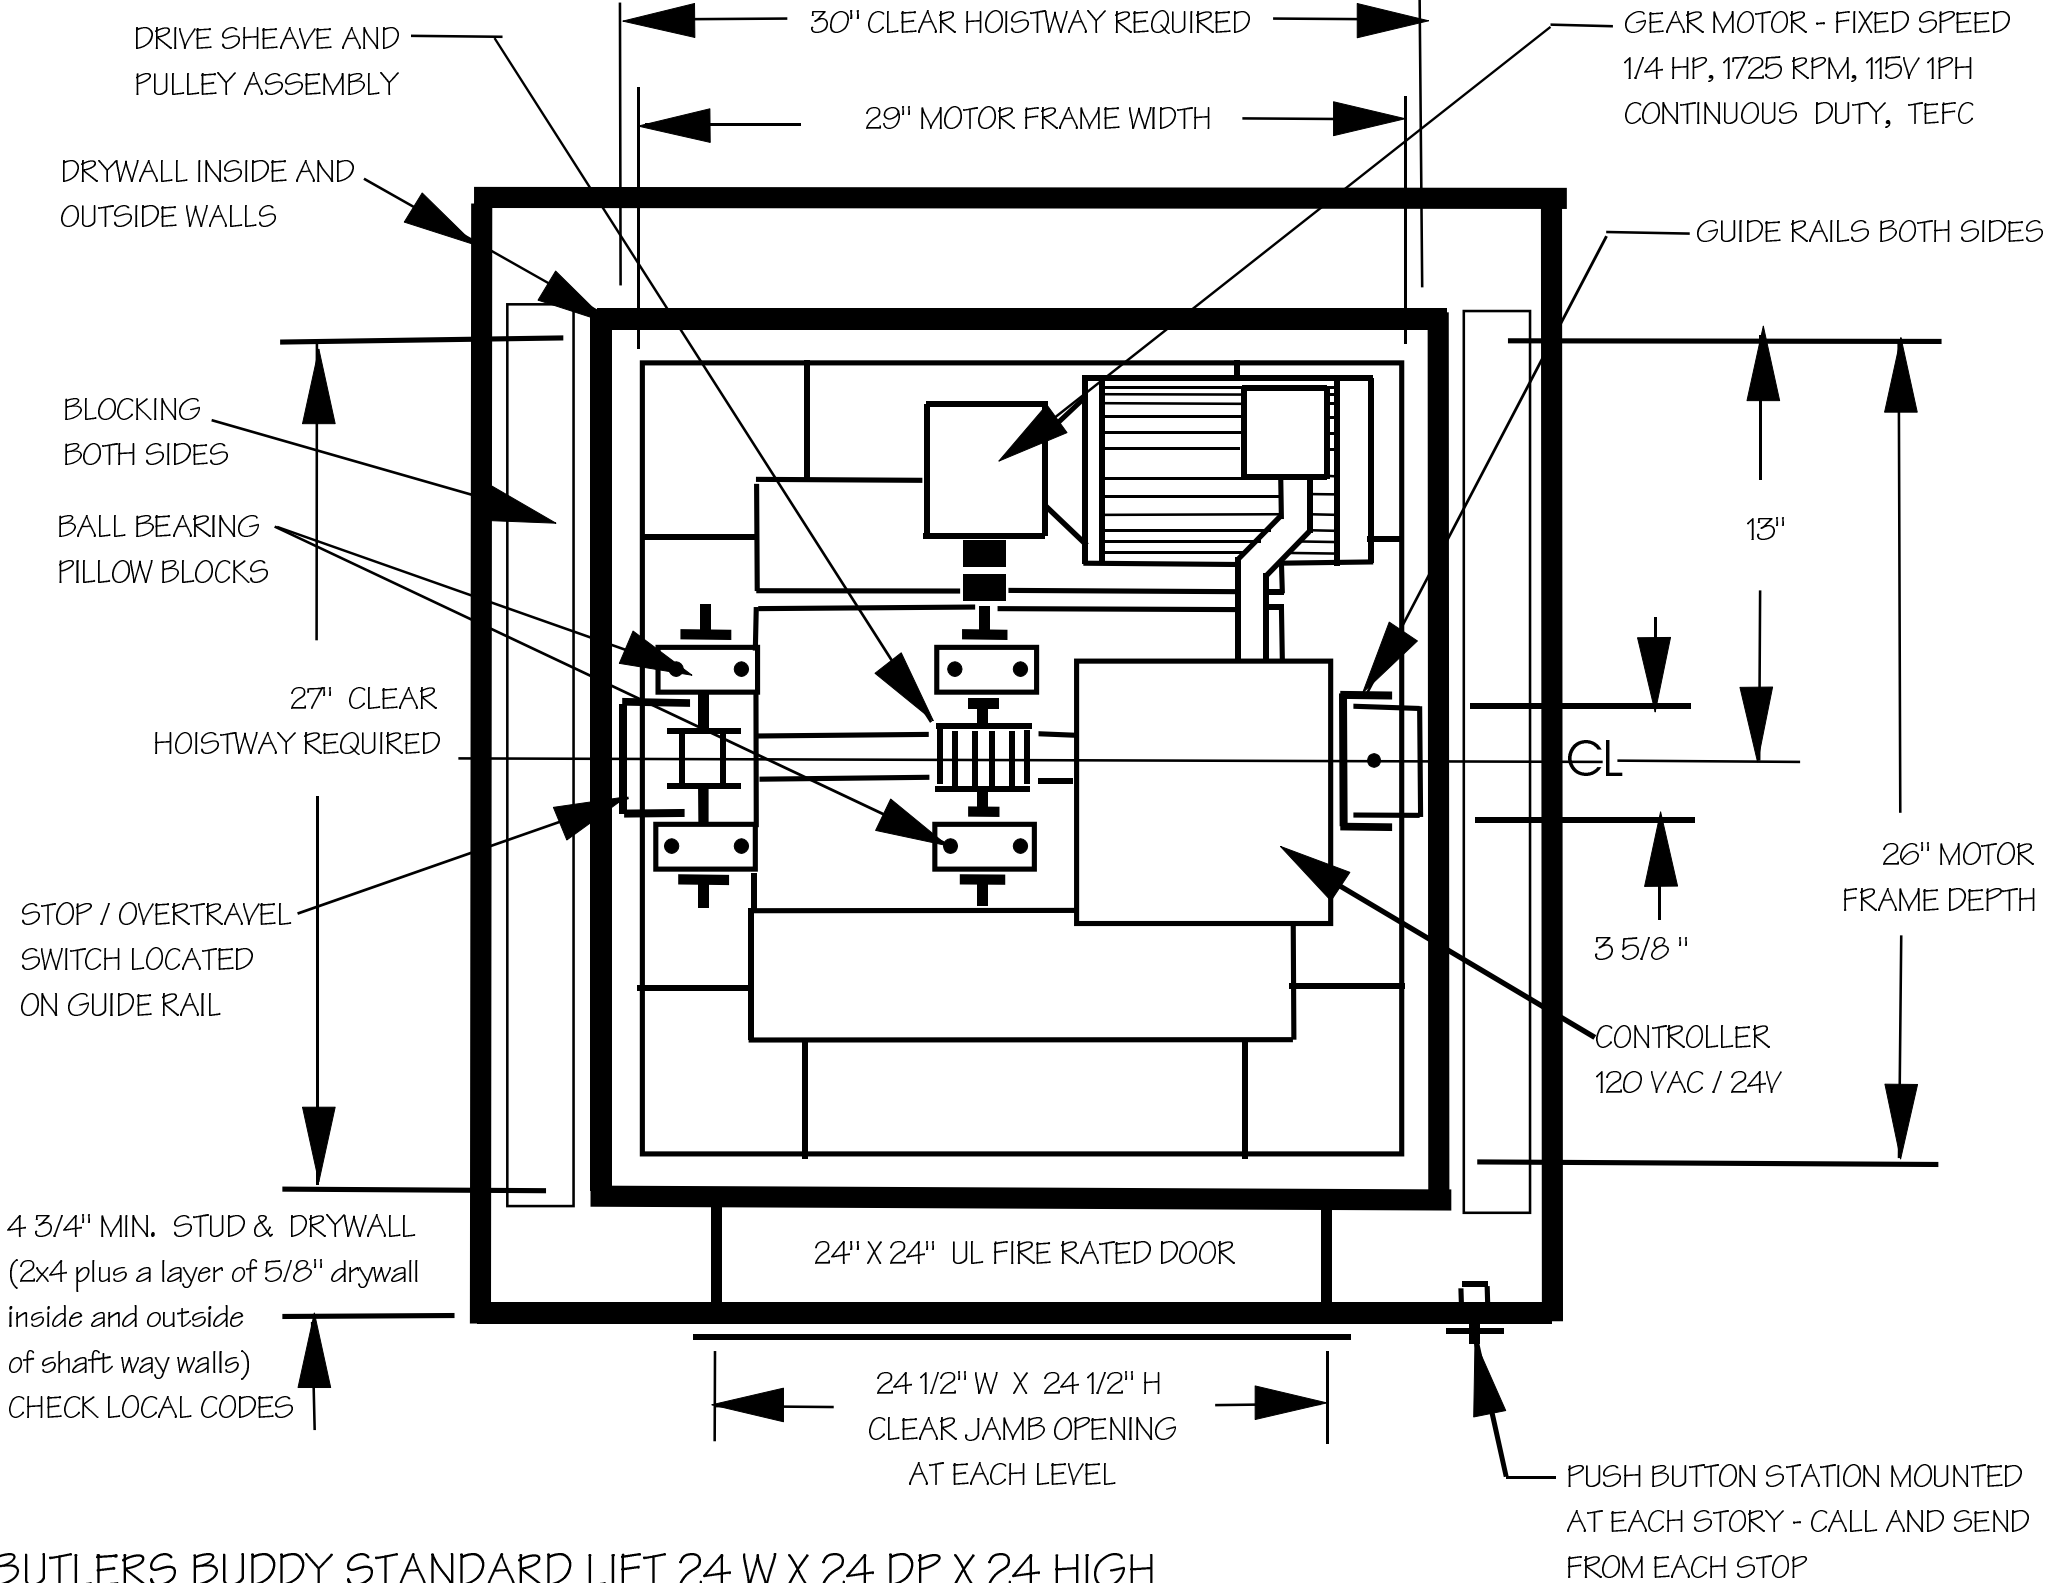 DRIVE SHEAVE AND
PULLEY ASSEMBLY
30" CLEAR HOISTWAY REQUIRED
29" MOTOR FRAME WIDTH
GEAR MOTOR - FIXED SPEED
1/4 HP, 1725 RPM, 115V 1PH
CONTINUOUS DUTY, TEFC
DRYWALL INSIDE AND
OUTSIDE WALLS
GUIDE RAILS BOTH SIDES
BLOCKING
BOTH SIDES
BALL BEARING
PILLOW BLOCKS
13"
27" CLEAR
HOISTWAY REQUIRED
CL
26" MOTOR
FRAME DEPTH
STOP / OVERTRAVEL
SWITCH LOCATED
ON GUIDE RAIL
3 5/8 "
CONTROLLER
120 VAC / 24V
4 3/4" MIN. STUD & DRYWALL
(2x4 plus a layer of 5/8" drywall
inside and outside
of shaft way walls)
CHECK LOCAL CODES
24" X 24" UL FIRE RATED DOOR
24 1/2" W X 24 1/2" H
CLEAR JAMB OPENING
AT EACH LEVEL
PUSH BUTTON STATION MOUNTED
AT EACH STORY - CALL AND SEND
FROM EACH STOP
BUTLERS BUDDY STANDARD LIFT 24 W X 24 DP X 24 HIGH